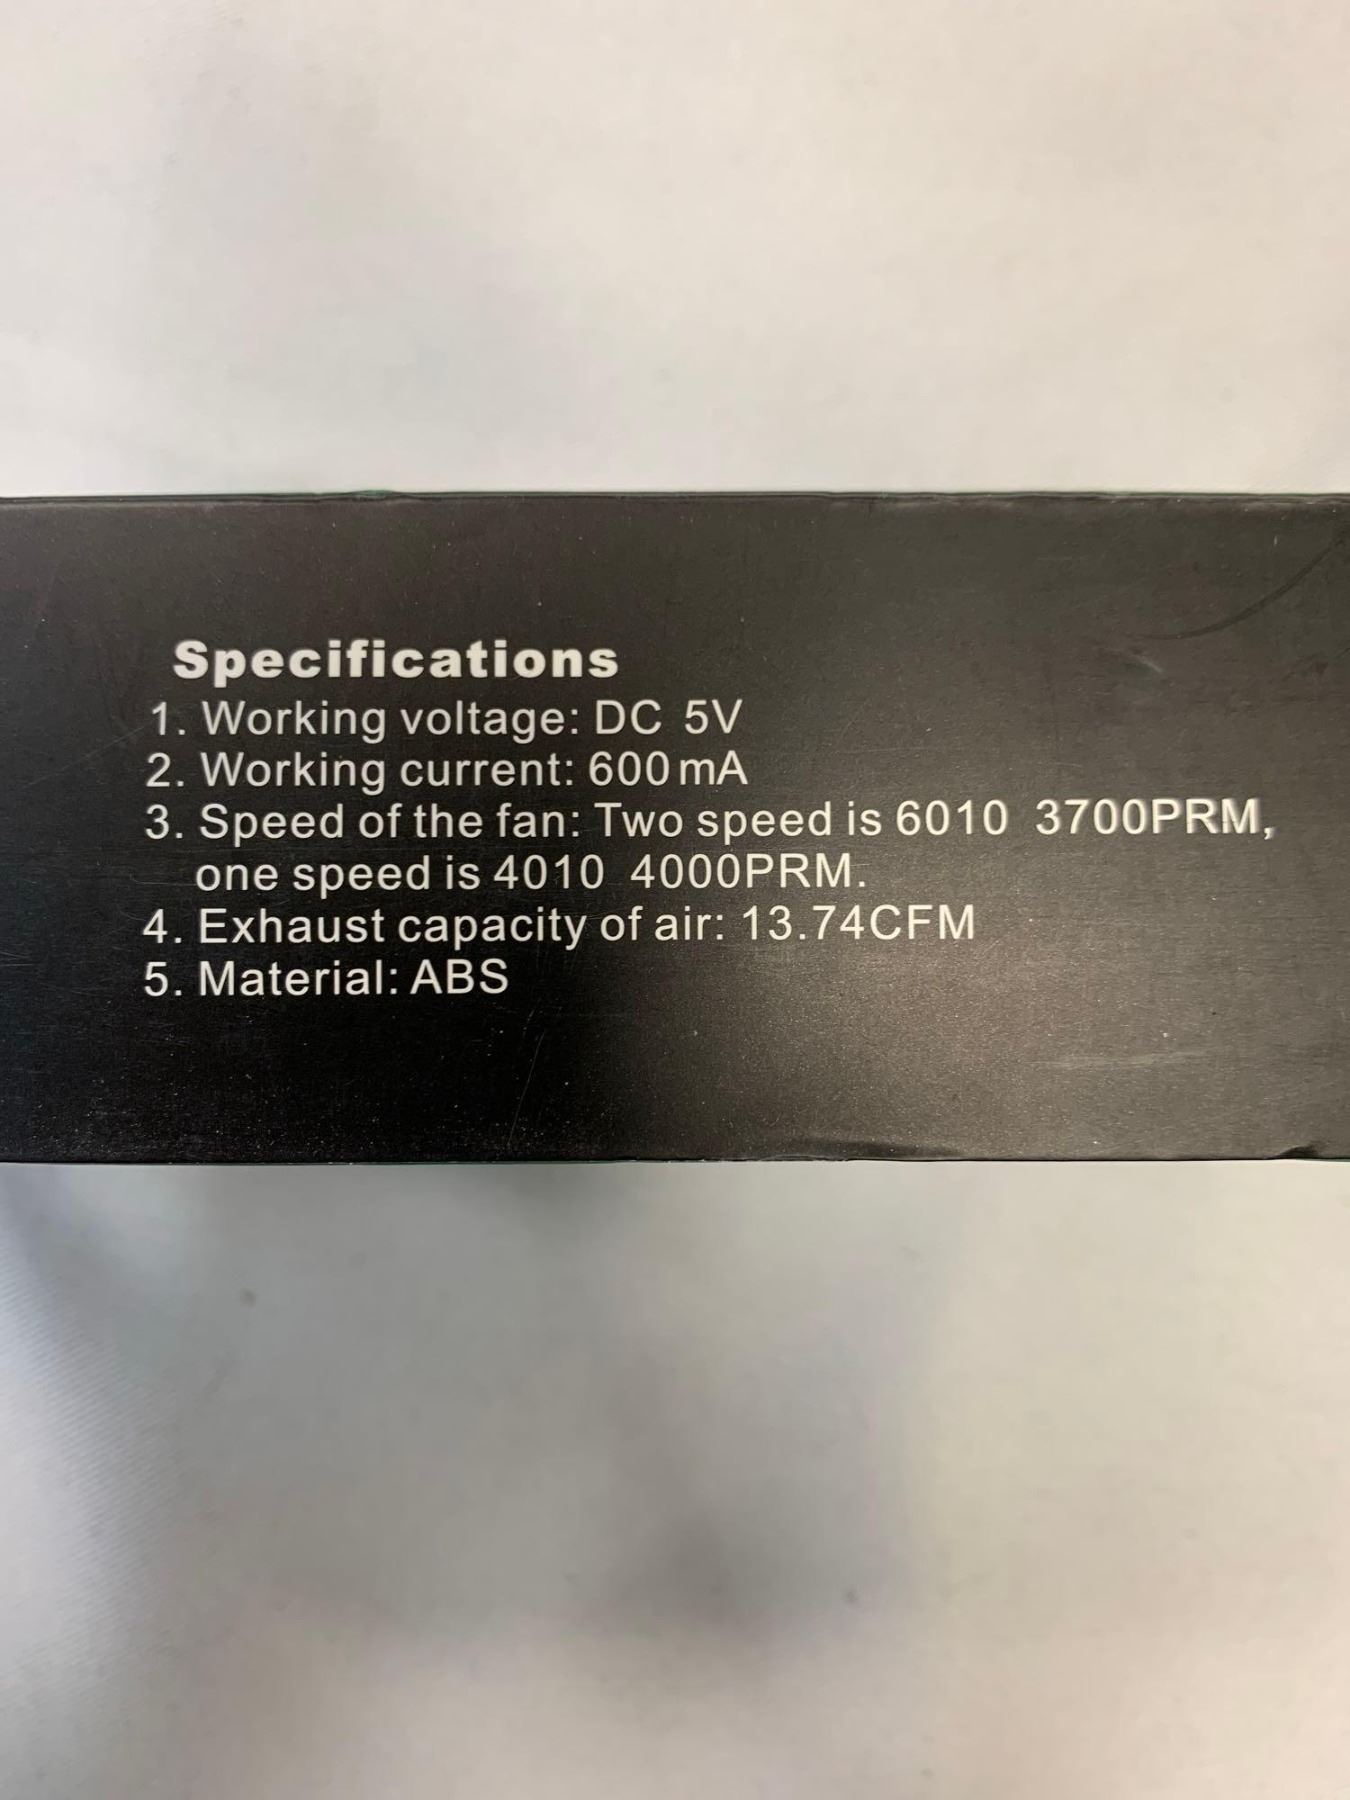 Specifications
1. Working voltage: DC 5V
2. Working current: 600mA
3. Speed of the fan: Two speed is 6010 3700PRM,
one speed is 4010 4000PRM.
4. Exhaust capacity of air: 13.74CFM
5. Material: ABS